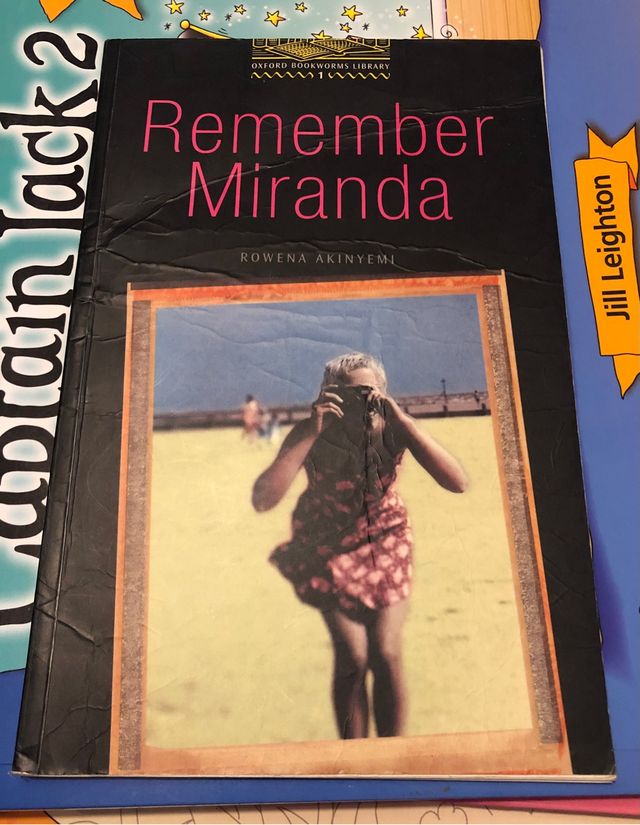 OXFORD BOOKWORMS LIBRARY
1
Remember
Miranda
ROWENA AKINYEMI
Captain Jack 2
Jill Leighton